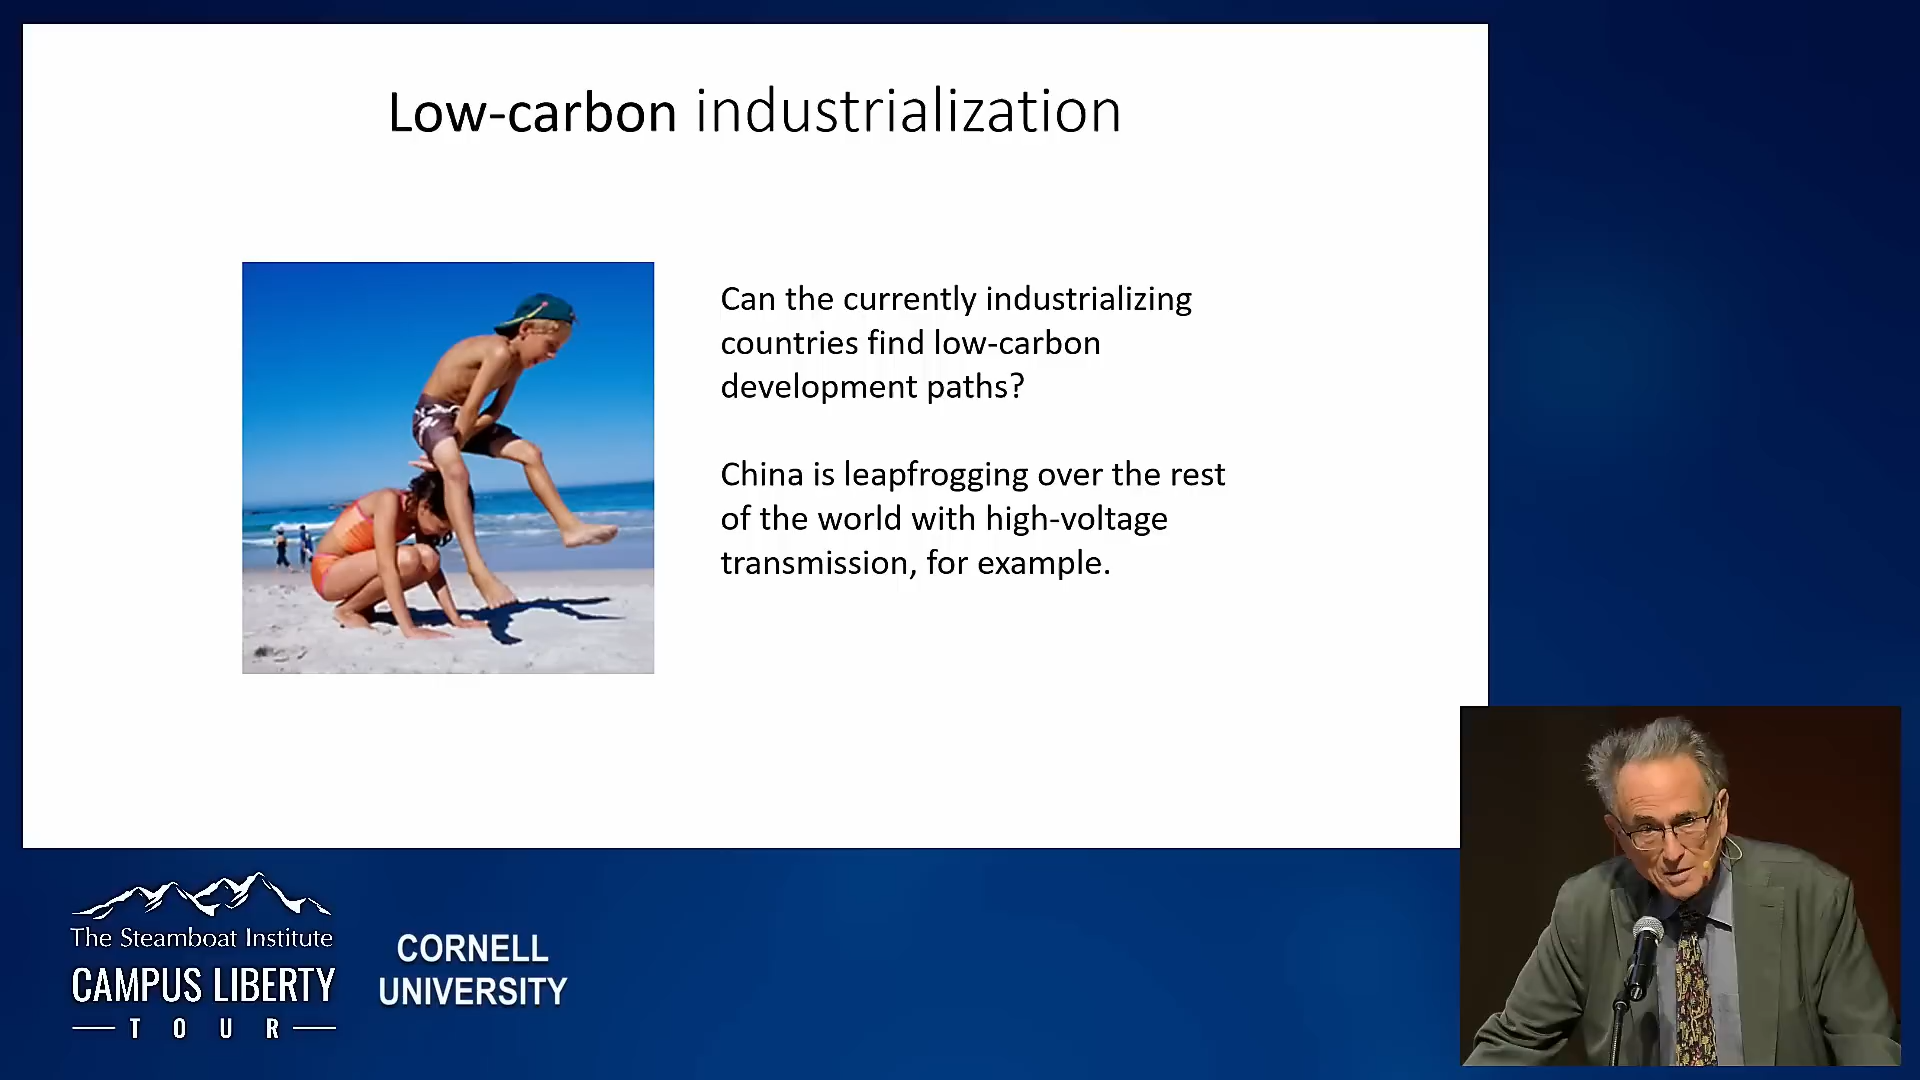 Low-carbon industrialization
Can the currently industrializing
countries find low-carbon
development paths?
China is leapfrogging over the rest
of the world with high-voltage
transmission, for example.
The Steamboat Institute
CAMPUS LIBERTY
TOUR
CORNELL
UNIVERSITY